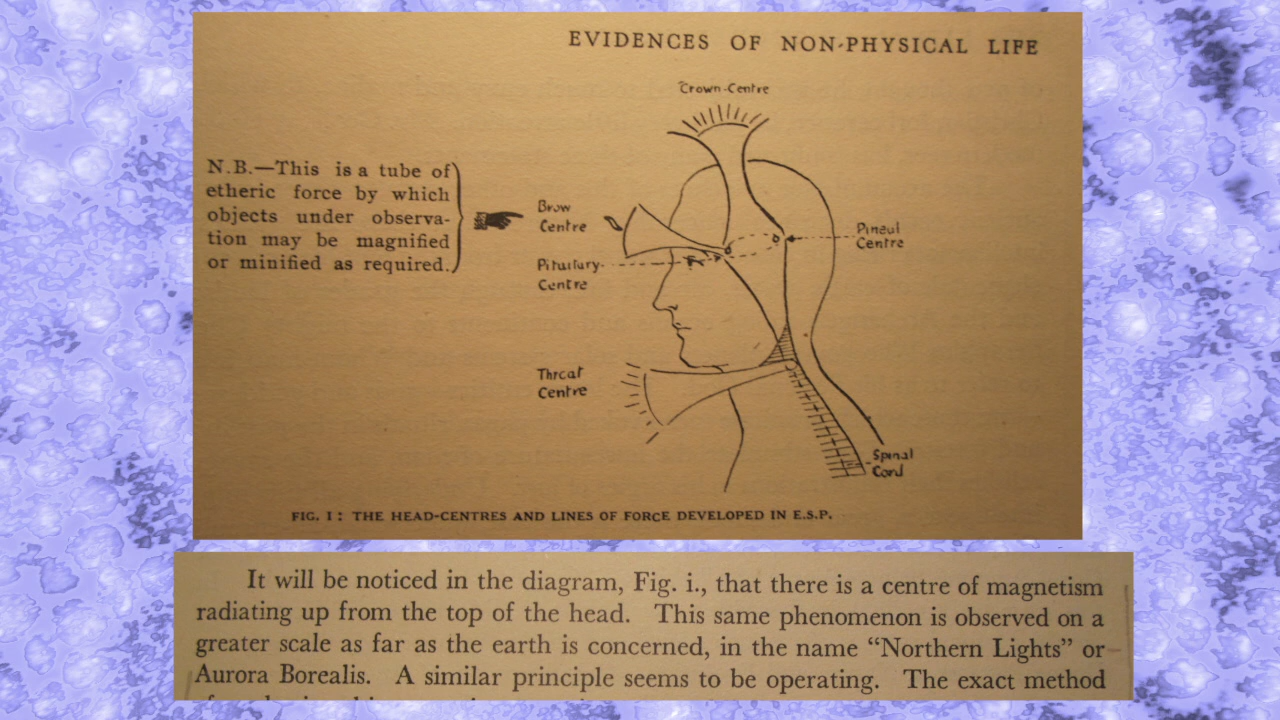 EVIDENCES OF NON-PHYSICAL LIFE
Crown-Centre
N.B.—This is a tube of
etheric force by which
objects under observa-
tion may be magnified
or minified as required.
Brow
Centre
Pineal
Centre
Pituitary
Centre
Throat
Centre
Spinal
Cord
FIG. 1: THE HEAD-CENTRES AND LINES OF FORCE DEVELOPED IN E.S.P.
It will be noticed in the diagram, Fig. i., that there is a centre of magnetism
radiating up from the top of the head. This same phenomenon is observed on a
greater scale as far as the earth is concerned, in the name “Northern Lights” or
Aurora Borealis. A similar principle seems to be operating. The exact method